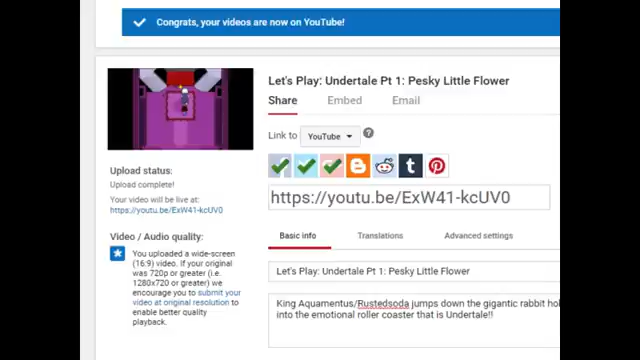 Congrats, your videos are now on YouTube!
Let's Play: Undertale Pt 1: Pesky Little Flower
Share Embed Email
Link to YouTube ?
https://youtu.be/ExW41-kcUV0
Upload status:
Upload complete!
Your video will be live at:
https://youtu.be/ExW41-kcUV0
Video / Audio quality:
You uploaded a wide-screen
(16:9) video. If your original
was 720p or greater (i.e.
1280x720 or greater) we
encourage you to submit your
video at original resolution to
enable better quality
playback.
Basic info Translations Advanced settings
Let's Play: Undertale Pt 1: Pesky Little Flower
King Aquamentus/Rustedsoda jumps down the gigantic rabbit hol
into the emotional roller coaster that is Undertale!!